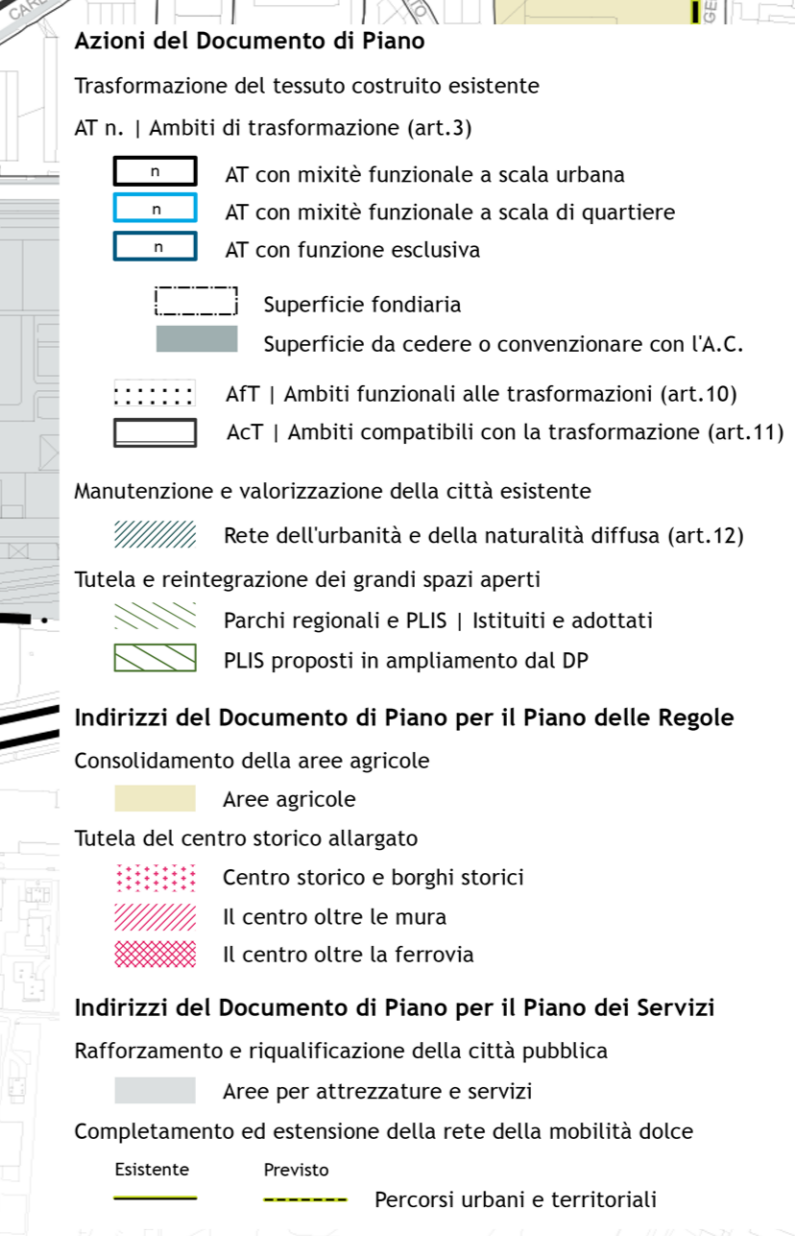 Azioni del Documento di Piano
Trasformazione del tessuto costruito esistente
AT n. | Ambiti di trasformazione (art.3)
n AT con mixitè funzionale a scala urbana
n AT con mixitè funzionale a scala di quartiere
n AT con funzione esclusiva
Superficie fondiaria
Superficie da cedere o convenzionare con l'A.C.
AfT | Ambiti funzionali alle trasformazioni (art.10)
AcT | Ambiti compatibili con la trasformazione (art.11)
Manutenzione e valorizzazione della città esistente
Rete dell'urbanità e della naturalità diffusa (art.12)
Tutela e reintegrazione dei grandi spazi aperti
Parchi regionali e PLIS | Istituiti e adottati
PLIS proposti in ampliamento dal DP
Indirizzi del Documento di Piano per il Piano delle Regole
Consolidamento della aree agricole
Aree agricole
Tutela del centro storico allargato
Centro storico e borghi storici
Il centro oltre le mura
Il centro oltre la ferrovia
Indirizzi del Documento di Piano per il Piano dei Servizi
Rafforzamento e riqualificazione della città pubblica
Aree per attrezzature e servizi
Completamento ed estensione della rete della mobilità dolce
Esistente Previsto
Percorsi urbani e territoriali